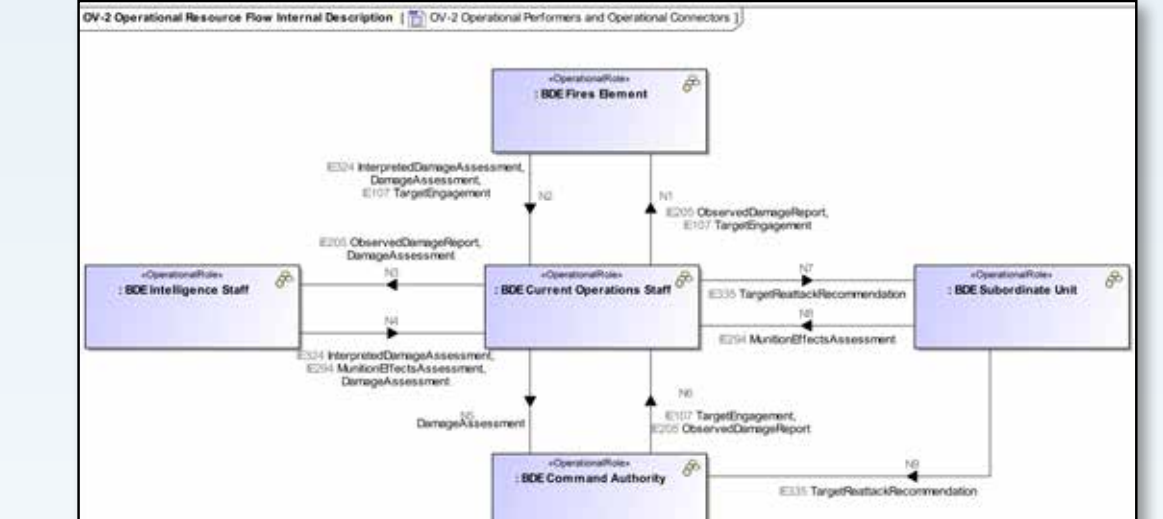 OV-2 Operational Resource Flow Internal Description [ OV-2 Operational Performers and Operational Connectors ]
«OperationalRole»
: BDE Fires Element
IE324 InterpretedDamageAssessment,
DamageAssessment,
IE107 TargetEngagement
N2
N1
IE205 ObservedDamageReport,
IE107 TargetEngagement
IE205 ObservedDamageReport,
DamageAssessment
N3
«OperationalRole»
: BDE Intelligence Staff
N4
IE324 InterpretedDamageAssessment,
IE294 MunitionEffectsAssessment,
DamageAssessment
«OperationalRole»
: BDE Current Operations Staff
N7
IE335 TargetReattackRecommendation
N8
IE294 MunitionEffectsAssessment
«OperationalRole»
: BDE Subordinate Unit
N5
DamageAssessment
N6
IE107 TargetEngagement,
IE205 ObservedDamageReport
«OperationalRole»
: BDE Command Authority
N9
IE335 TargetReattackRecommendation